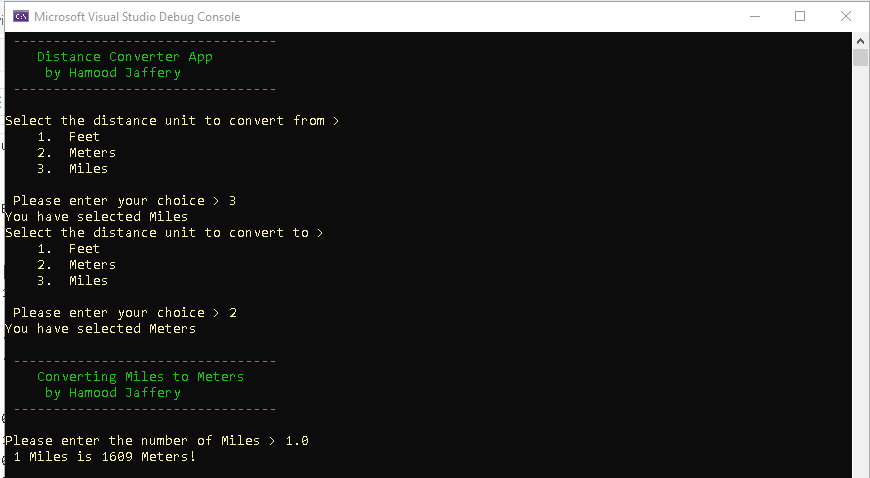 Microsoft Visual Studio Debug Console
---------------------------------
Distance Converter App
by Hamood Jaffery
---------------------------------
Select the distance unit to convert from >
1. Feet
2. Meters
3. Miles
Please enter your choice > 3
You have selected Miles
Select the distance unit to convert to >
1. Feet
2. Meters
3. Miles
Please enter your choice > 2
You have selected Meters
---------------------------------
Converting Miles to Meters
by Hamood Jaffery
---------------------------------
Please enter the number of Miles > 1.0
1 Miles is 1609 Meters!